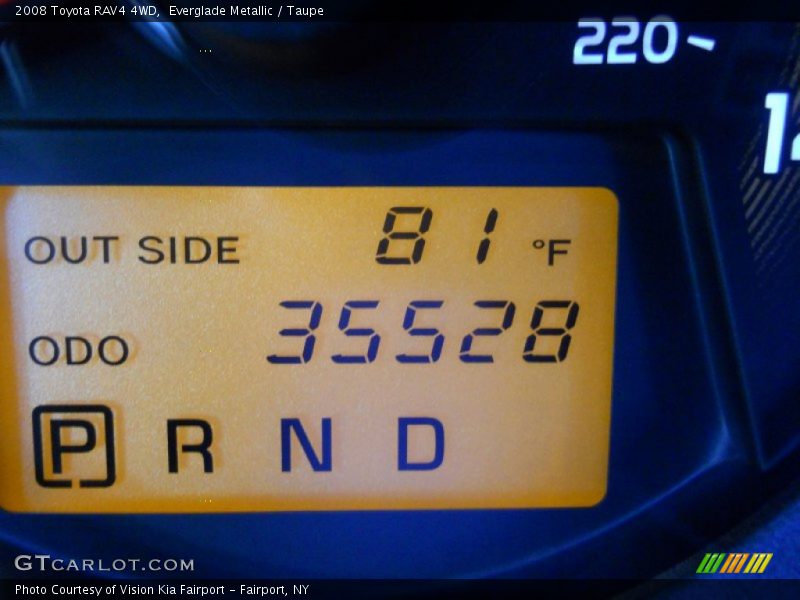 2008 Toyota RAV4 4WD, Everglade Metallic / Taupe
220
OUT SIDE 81 °F
ODO 35528
P R N D
GTCARLOT.COM
Photo Courtesy of Vision Kia Fairport - Fairport, NY